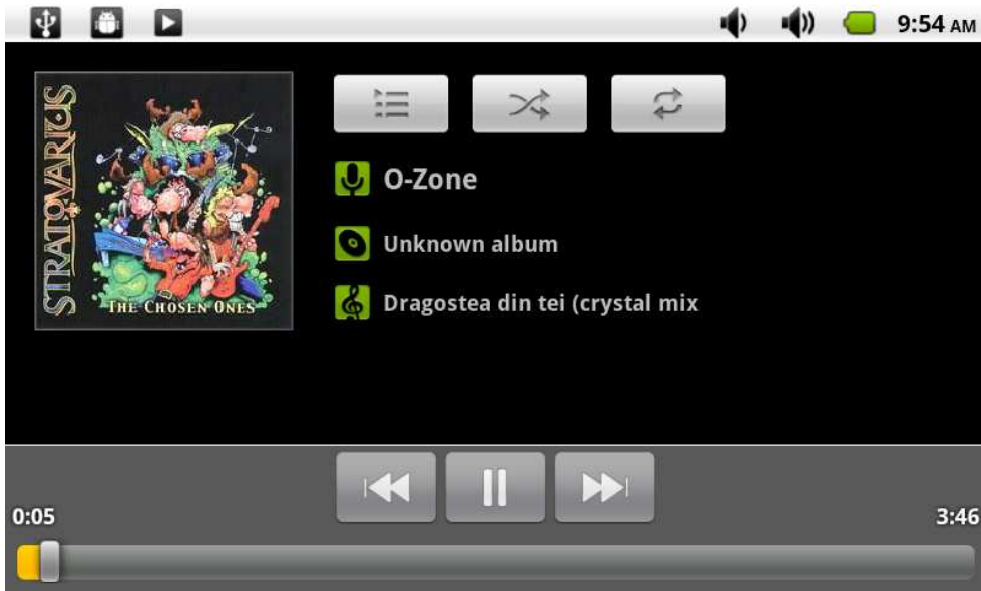 9:54 AM
STRATOVARIUS
THE CHOSEN ONES
O-Zone
Unknown album
Dragostea din tei (crystal mix
0:05
3:46